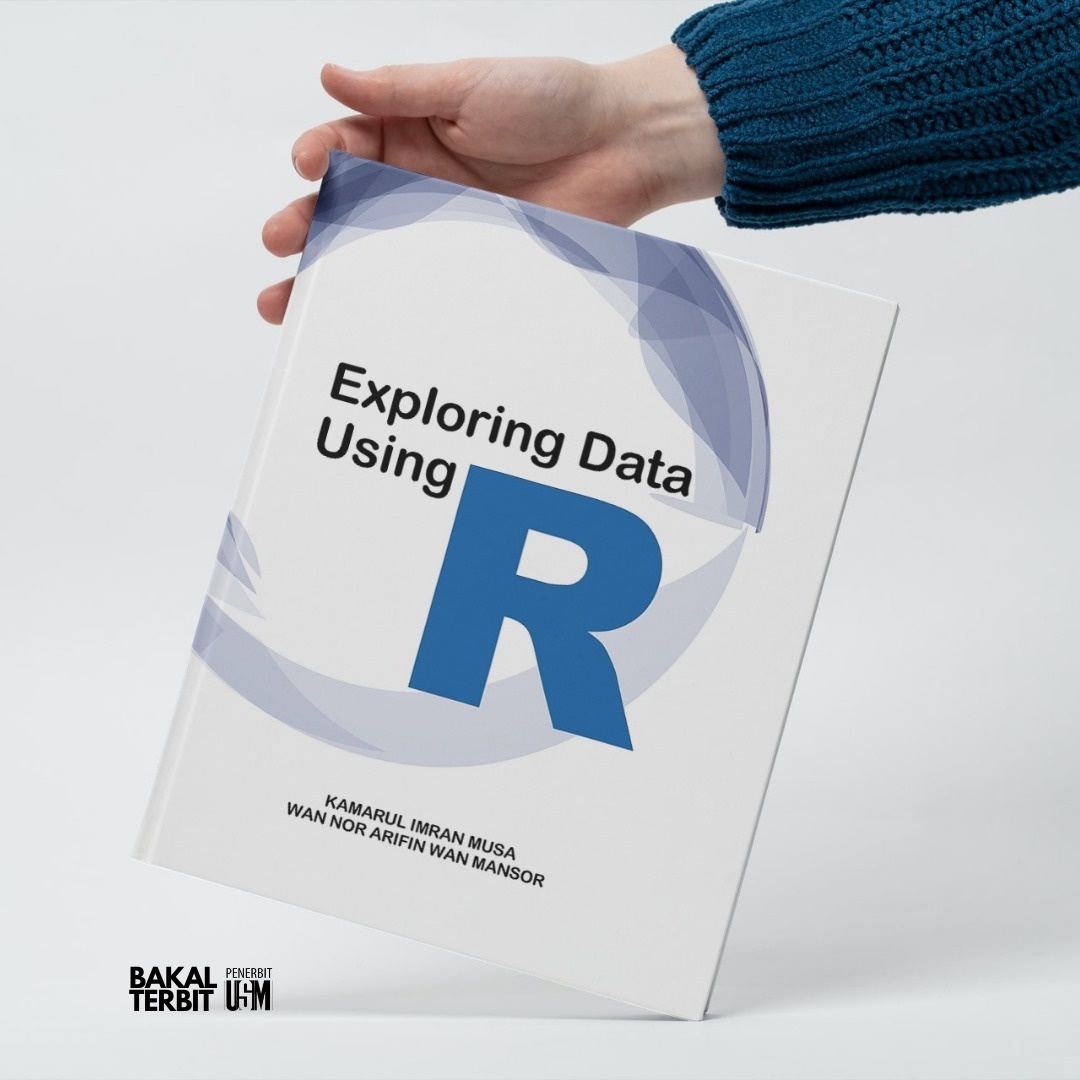 Exploring Data
Using R
KAMARUL IMRAN MUSA
WAN NOR ARIFIN WAN MANSOR
BAKAL
TERBIT
PENERBIT
USM